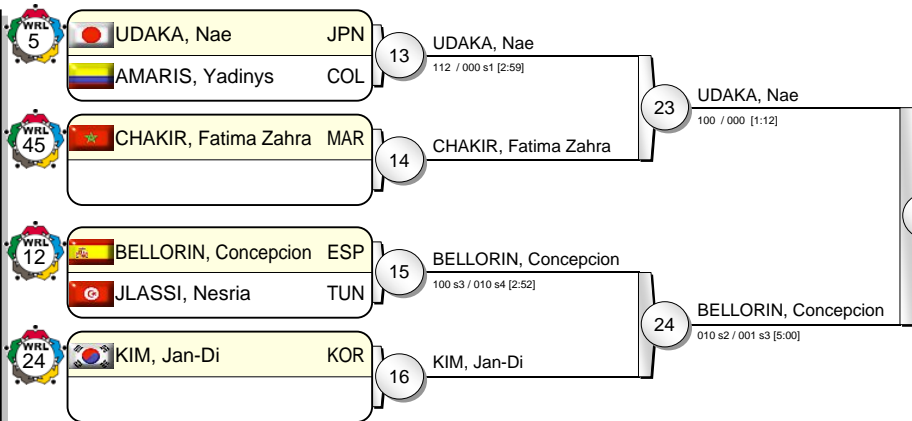 WRL
5
UDAKA, Nae JPN
AMARIS, Yadinys COL
13
UDAKA, Nae
112 / 000 s1 [2:59]
WRL
45
CHAKIR, Fatima Zahra MAR
14
CHAKIR, Fatima Zahra
23
UDAKA, Nae
100 / 000 [1:12]
WRL
12
BELLORIN, Concepcion ESP
JLASSI, Nesria TUN
15
BELLORIN, Concepcion
100 s3 / 010 s4 [2:52]
WRL
24
KIM, Jan-Di KOR
16
KIM, Jan-Di
24
BELLORIN, Concepcion
010 s2 / 001 s3 [5:00]